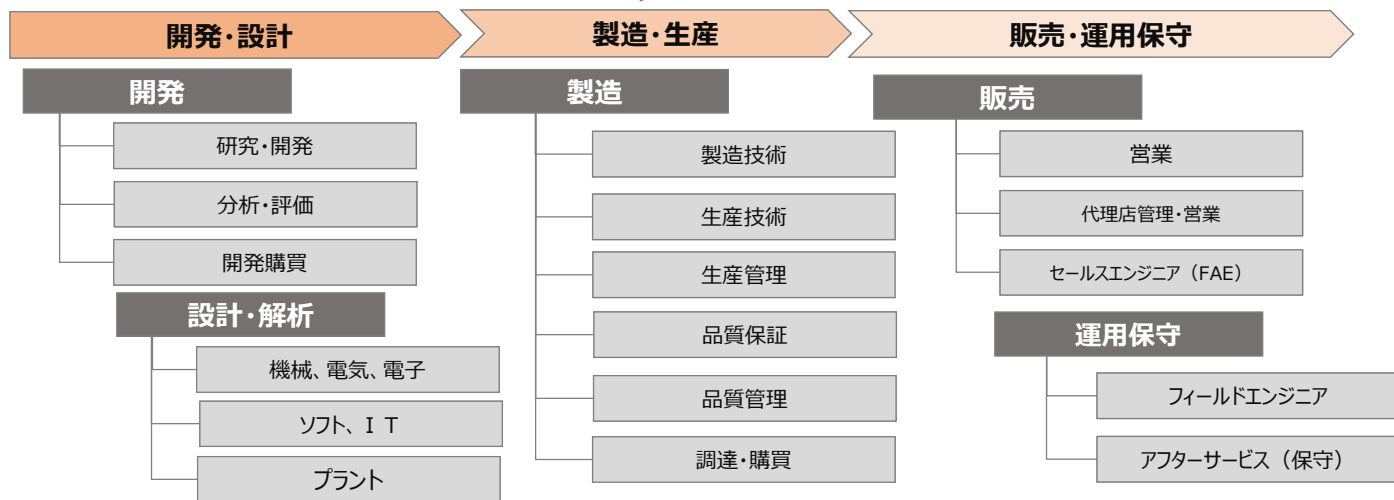 開発・設計
製造・生産
販売・運用保守
開発
研究・開発
分析・評価
開発購買
設計・解析
機械、電気、電子
ソフト、ＩＴ
プラント
製造
製造技術
生産技術
生産管理
品質保証
品質管理
調達・購買
販売
営業
代理店管理・営業
セールスエンジニア（FAE）
運用保守
フィールドエンジニア
アフターサービス（保守）